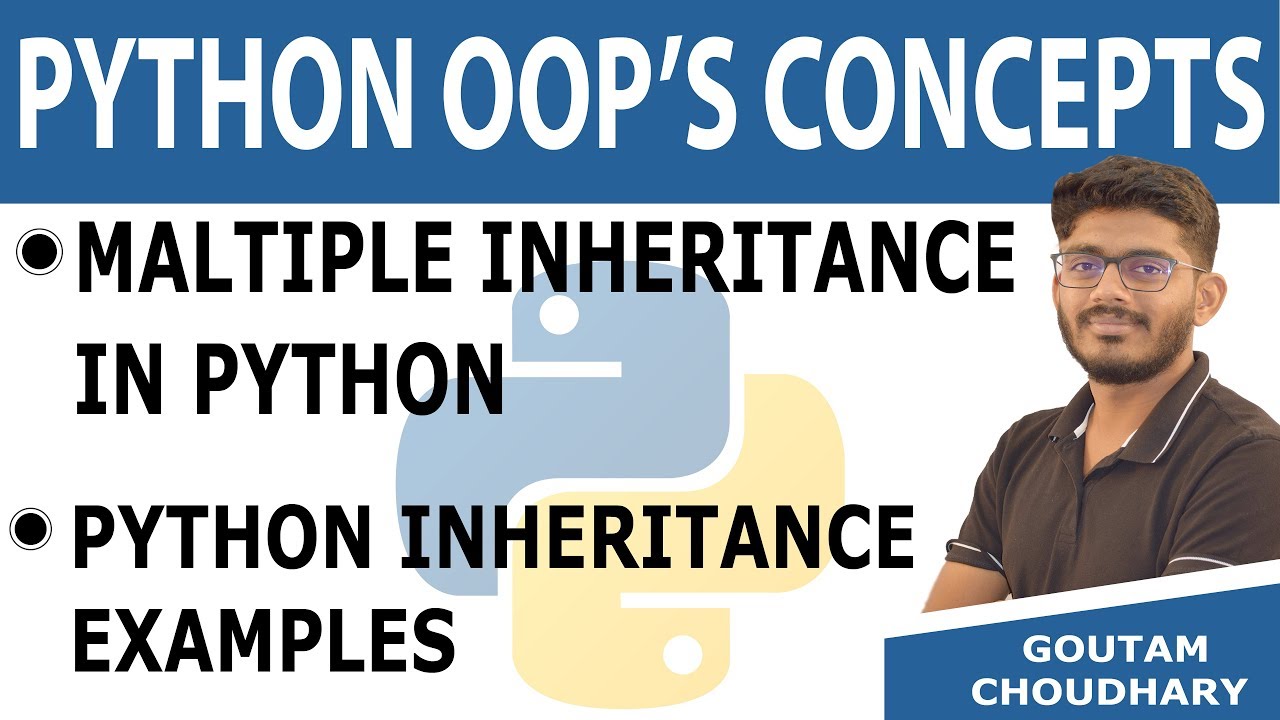 PYTHON OOP’S CONCEPTS
MALTIPLE INHERITANCE
IN PYTHON
PYTHON INHERITANCE
EXAMPLES
GOUTAM
CHOUDHARY